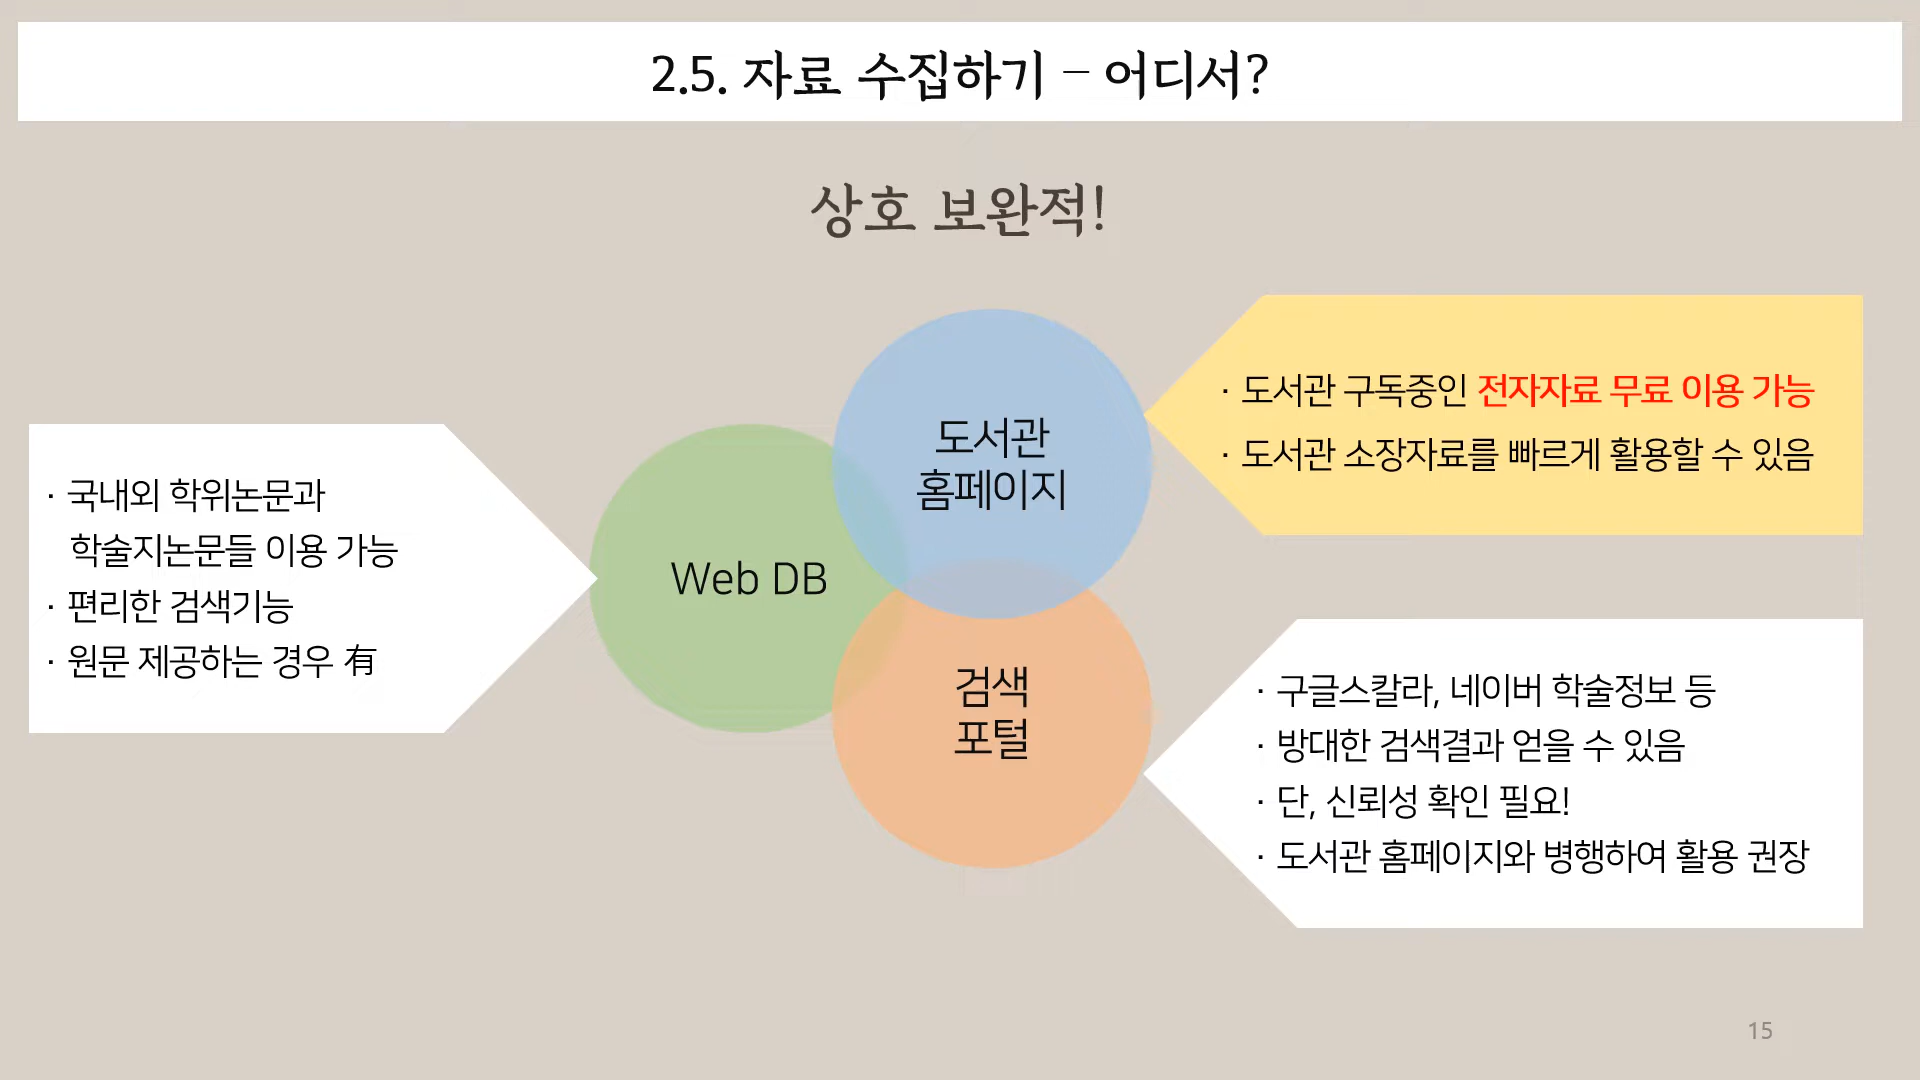 2.5. 자료 수집하기 – 어디서?
상호 보완적!
· 국내외 학위논문과
학술지논문들 이용 가능
· 편리한 검색기능
· 원문 제공하는 경우 有
Web DB
도서관
홈페이지
검색
포털
· 도서관 구독중인 전자자료 무료 이용 가능
· 도서관 소장자료를 빠르게 활용할 수 있음
· 구글스칼라, 네이버 학술정보 등
· 방대한 검색결과 얻을 수 있음
· 단, 신뢰성 확인 필요!
· 도서관 홈페이지와 병행하여 활용 권장
15